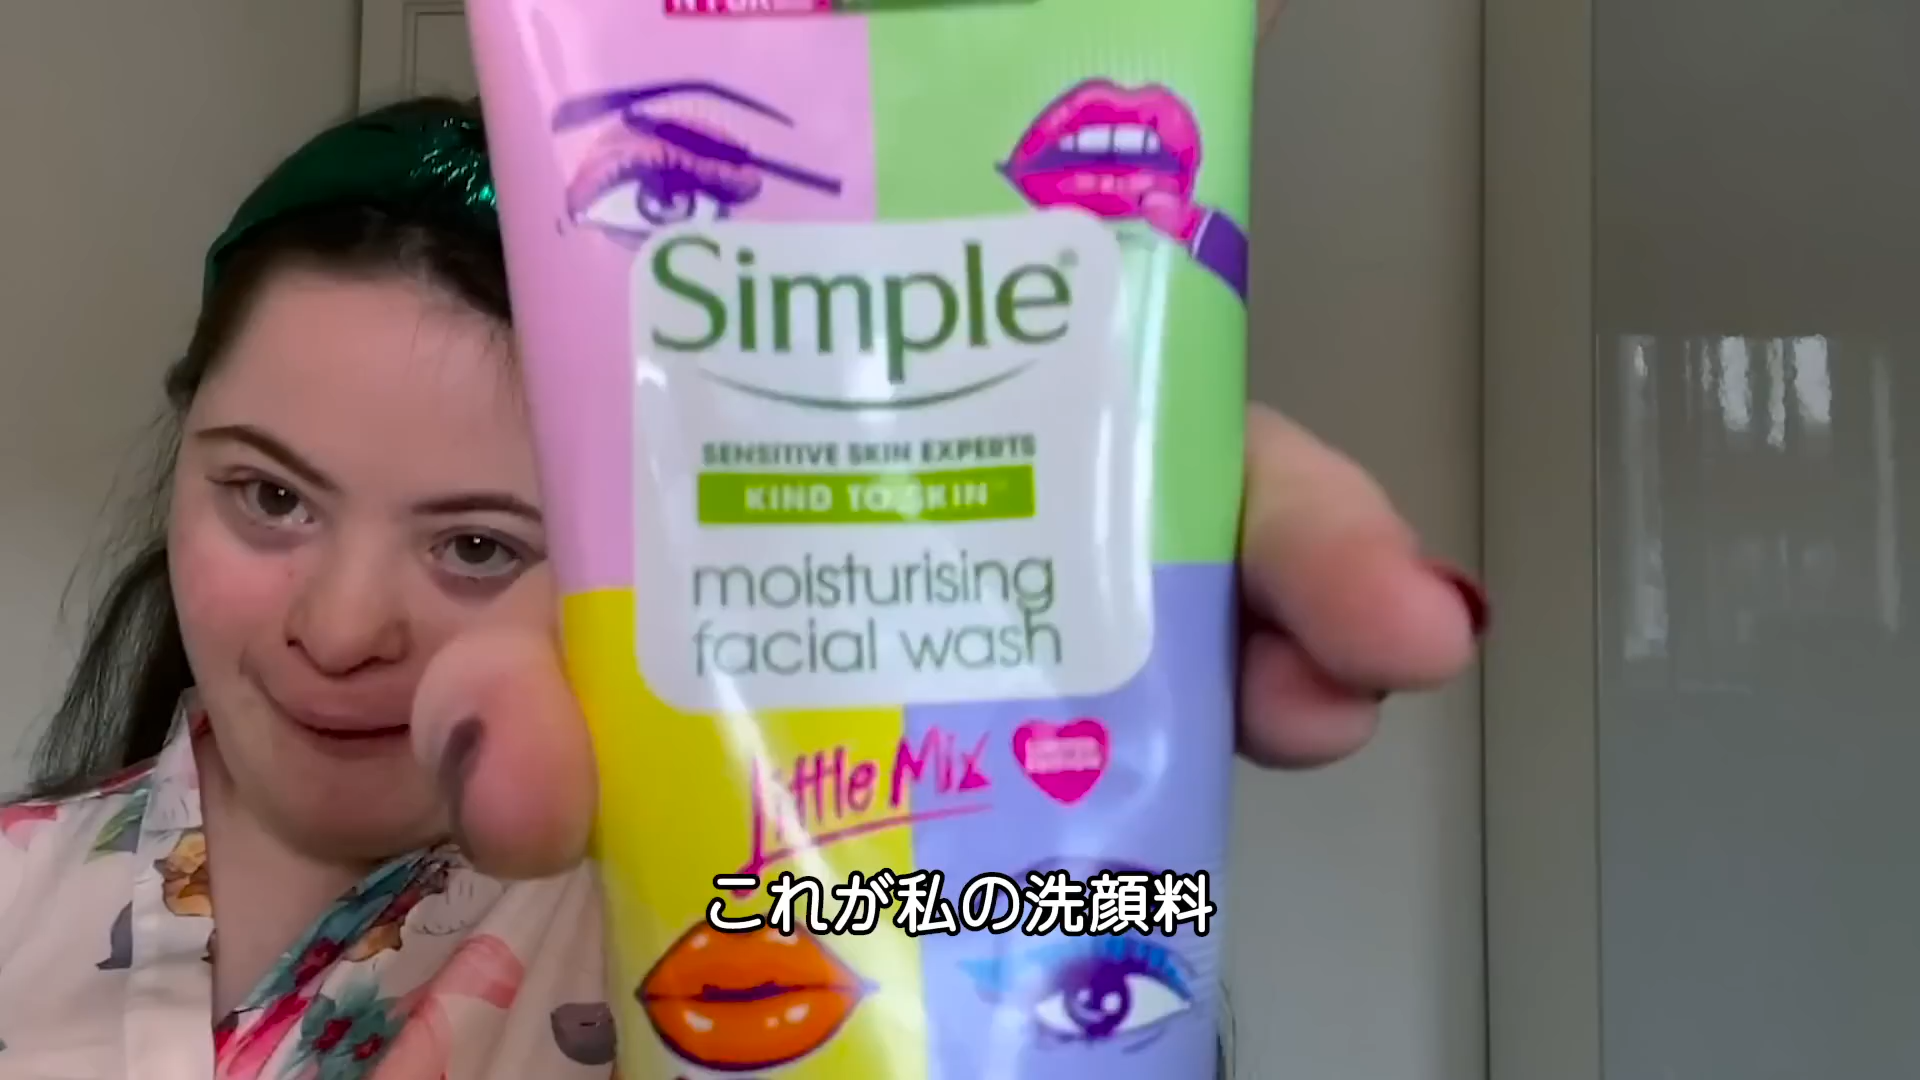 Simple®
SENSITIVE SKIN EXPERTS
KIND TO SKIN
moisturising
facial wash
Little Mix
これが私の洗顔料